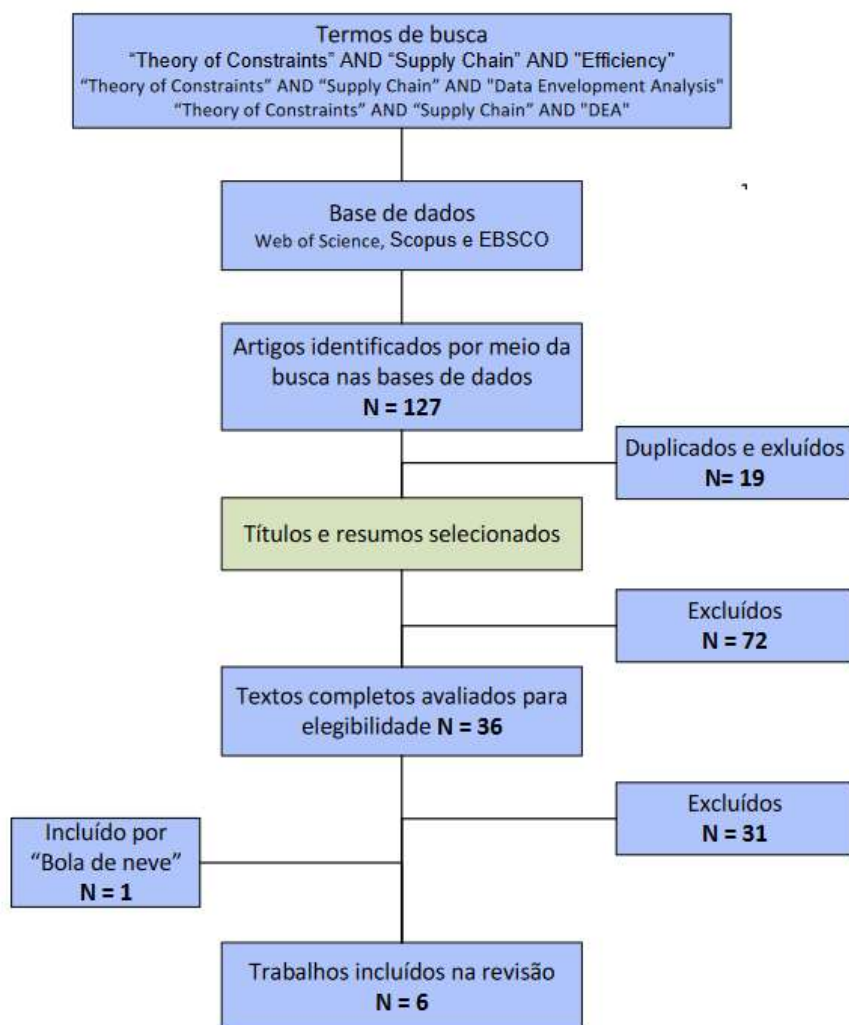 Termos de busca
“Theory of Constraints” AND “Supply Chain” AND "Efficiency"
“Theory of Constraints” AND “Supply Chain” AND "Data Envelopment Analysis"
“Theory of Constraints” AND “Supply Chain” AND "DEA"
Base de dados
Web of Science, Scopus e EBSCO
Artigos identificados por meio da
busca nas bases de dados
N = 127
Duplicados e exluídos
N= 19
Títulos e resumos selecionados
Excluídos
N = 72
Textos completos avaliados para
elegibilidade N = 36
Excluídos
N = 31
Incluído por
“Bola de neve”
N = 1
Trabalhos incluídos na revisão
N = 6